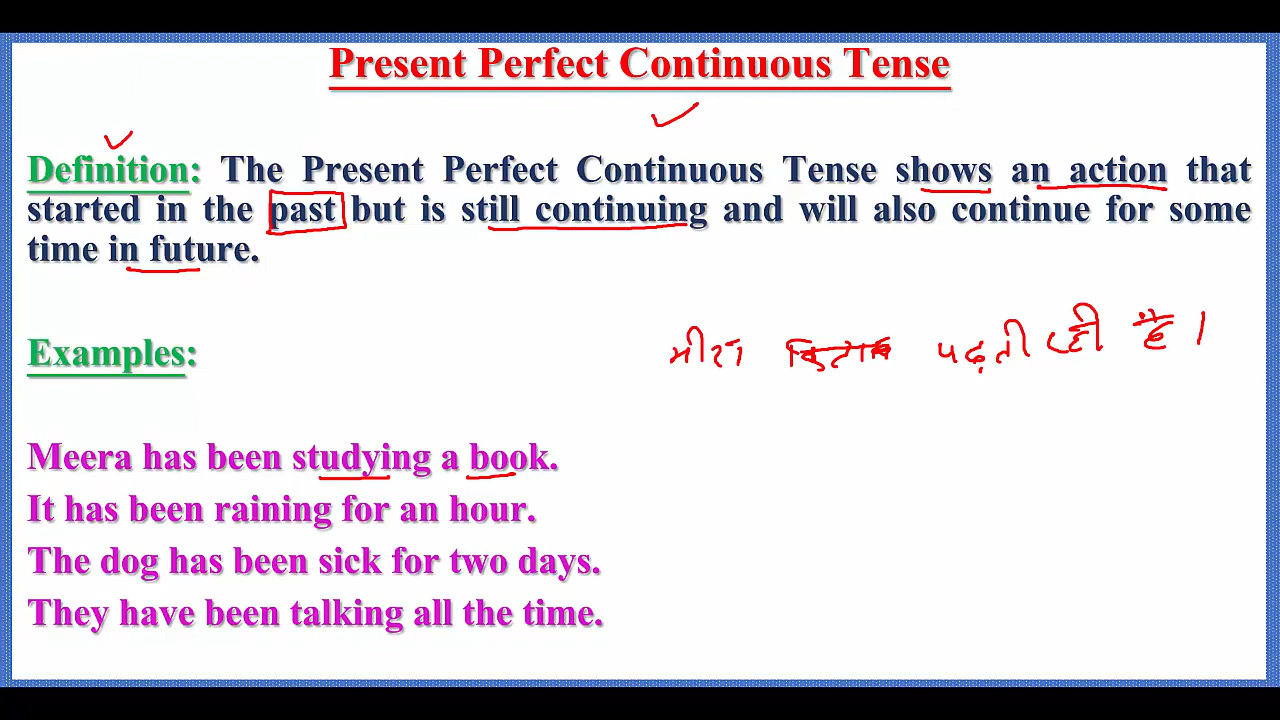 Present Perfect Continuous Tense
Definition: The Present Perfect Continuous Tense shows an action that
started in the past but is still continuing and will also continue for some
time in future.
Examples:
मीरा किताब पढ़ती रही है।
Meera has been studying a book.
It has been raining for an hour.
The dog has been sick for two days.
They have been talking all the time.